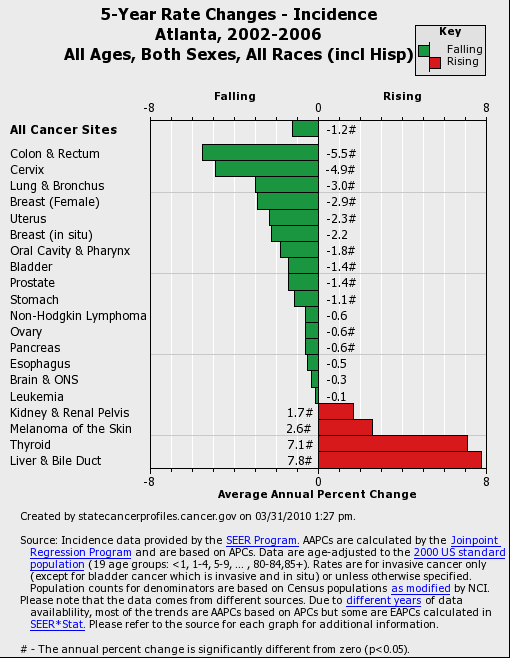 5-Year Rate Changes - Incidence
Atlanta, 2002-2006
All Ages, Both Sexes, All Races (incl Hisp)
Key
Falling
Rising
Falling Rising
-8 0 8
All Cancer Sites -1.2#
Colon & Rectum -5.5#
Cervix -4.9#
Lung & Bronchus -3.0#
Breast (Female) -2.9#
Uterus -2.3#
Breast (in situ) -2.2
Oral Cavity & Pharynx -1.8#
Bladder -1.4#
Prostate -1.4#
Stomach -1.1#
Non-Hodgkin Lymphoma -0.6
Ovary -0.6#
Pancreas -0.6#
Esophagus -0.5
Brain & ONS -0.3
Leukemia -0.1
Kidney & Renal Pelvis 1.7#
Melanoma of the Skin 2.6#
Thyroid 7.1#
Liver & Bile Duct 7.8#
-8 0 8
Average Annual Percent Change
Created by statecancerprofiles.cancer.gov on 03/31/2010 1:27 pm.
Source: Incidence data provided by the SEER Program. AAPCs are calculated by the Joinpoint
Regression Program and are based on APCs. Data are age-adjusted to the 2000 US standard
population (19 age groups: <1, 1-4, 5-9, ... , 80-84,85+). Rates are for invasive cancer only
(except for bladder cancer which is invasive and in situ) or unless otherwise specified.
Population counts for denominators are based on Census populations as modified by NCI.
Please note that the data comes from different sources. Due to different years of data
availablility, most of the trends are AAPCs based on APCs but some are EAPCs calculated in
SEER*Stat. Please refer to the source for each graph for additional information.
# - The annual percent change is significantly different from zero (p<0.05).